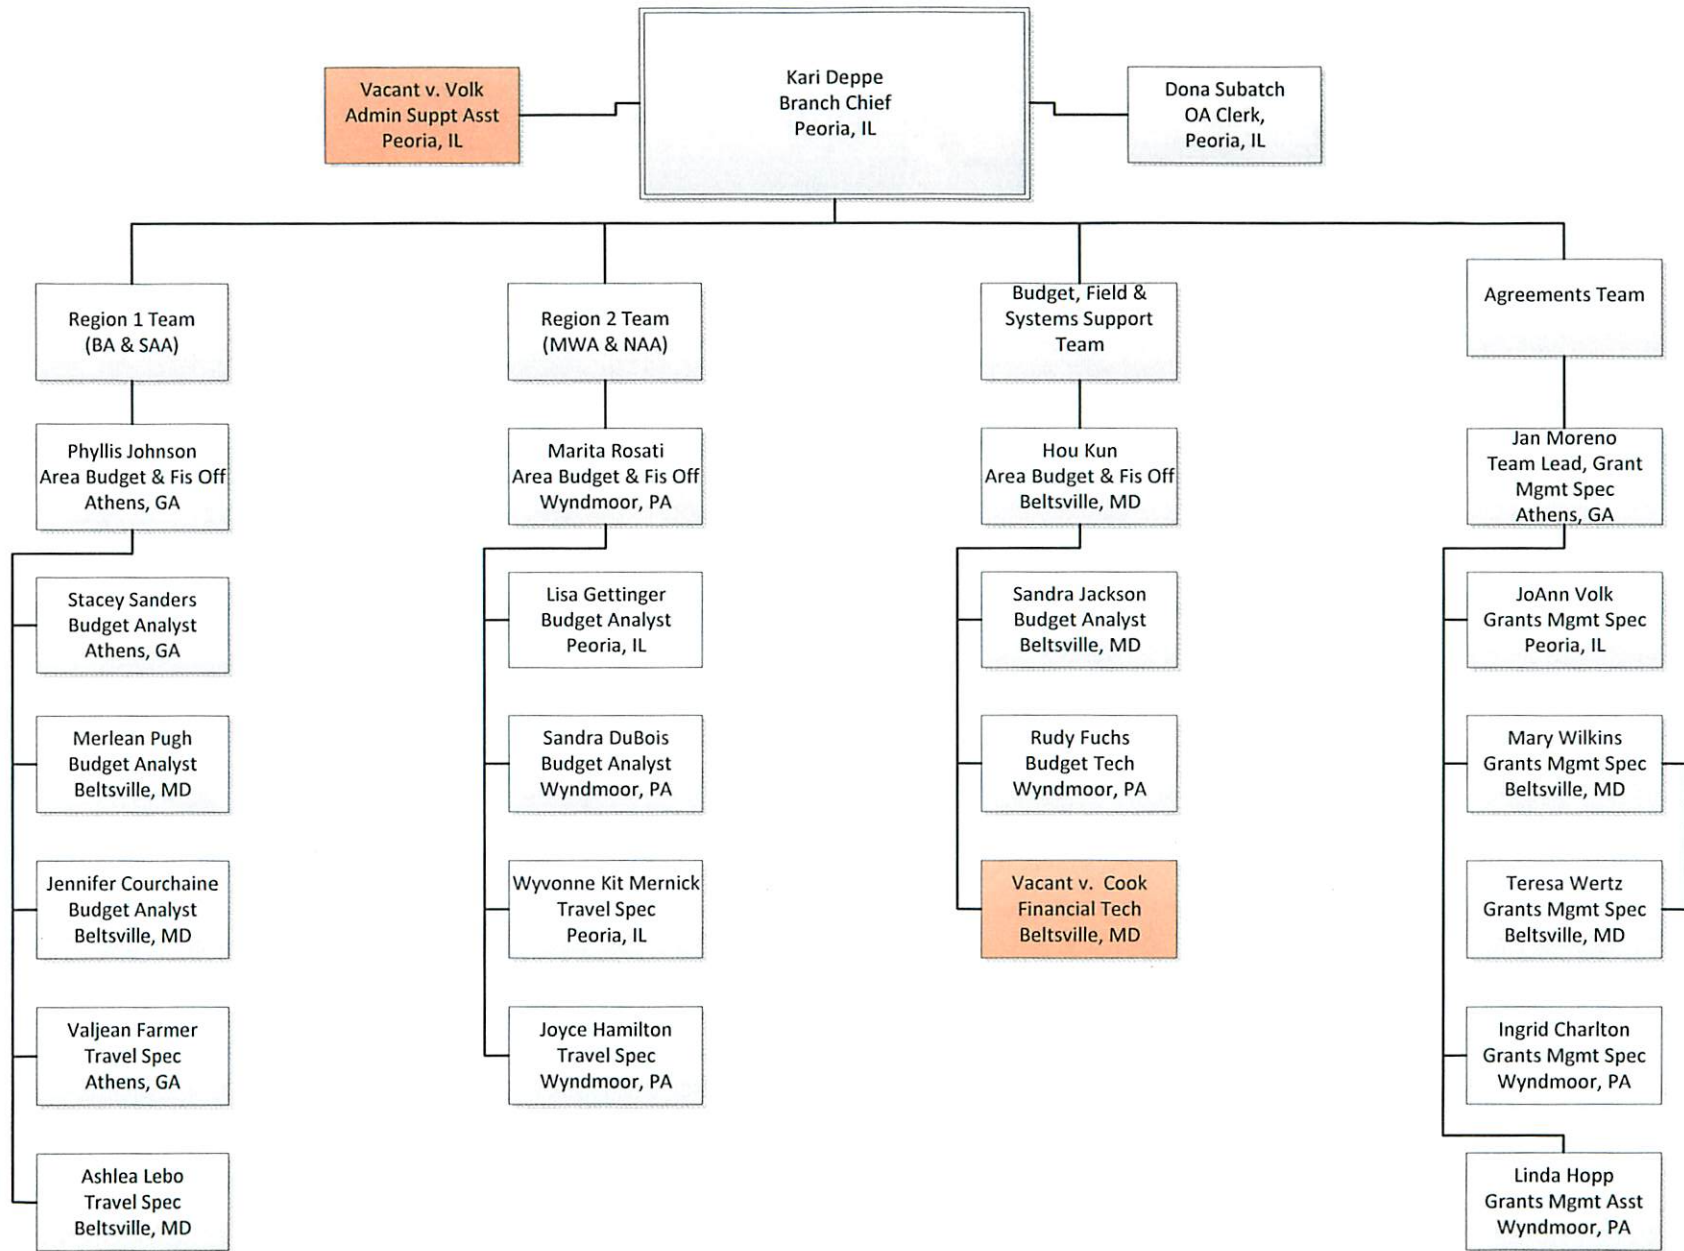 Vacant v. Volk
Admin Suppt Asst
Peoria, IL
Kari Deppe
Branch Chief
Peoria, IL
Dona Subatch
OA Clerk,
Peoria, IL
Region 1 Team
(BA & SAA)
Region 2 Team
(MWA & NAA)
Budget, Field &
Systems Support
Team
Agreements Team
Phyllis Johnson
Area Budget & Fis Off
Athens, GA
Marita Rosati
Area Budget & Fis Off
Wyndmoor, PA
Hou Kun
Area Budget & Fis Off
Beltsville, MD
Jan Moreno
Team Lead, Grant
Mgmt Spec
Athens, GA
Stacey Sanders
Budget Analyst
Athens, GA
Lisa Gettinger
Budget Analyst
Peoria, IL
Sandra Jackson
Budget Analyst
Beltsville, MD
JoAnn Volk
Grants Mgmt Spec
Peoria, IL
Merlean Pugh
Budget Analyst
Beltsville, MD
Sandra DuBois
Budget Analyst
Wyndmoor, PA
Rudy Fuchs
Budget Tech
Wyndmoor, PA
Mary Wilkins
Grants Mgmt Spec
Beltsville, MD
Jennifer Courchaine
Budget Analyst
Beltsville, MD
Wyvonne Kit Mernick
Travel Spec
Peoria, IL
Vacant v. Cook
Financial Tech
Beltsville, MD
Teresa Wertz
Grants Mgmt Spec
Beltsville, MD
Valjean Farmer
Travel Spec
Athens, GA
Joyce Hamilton
Travel Spec
Wyndmoor, PA
Ingrid Charlton
Grants Mgmt Spec
Wyndmoor, PA
Ashlea Lebo
Travel Spec
Beltsville, MD
Linda Hopp
Grants Mgmt Asst
Wyndmoor, PA